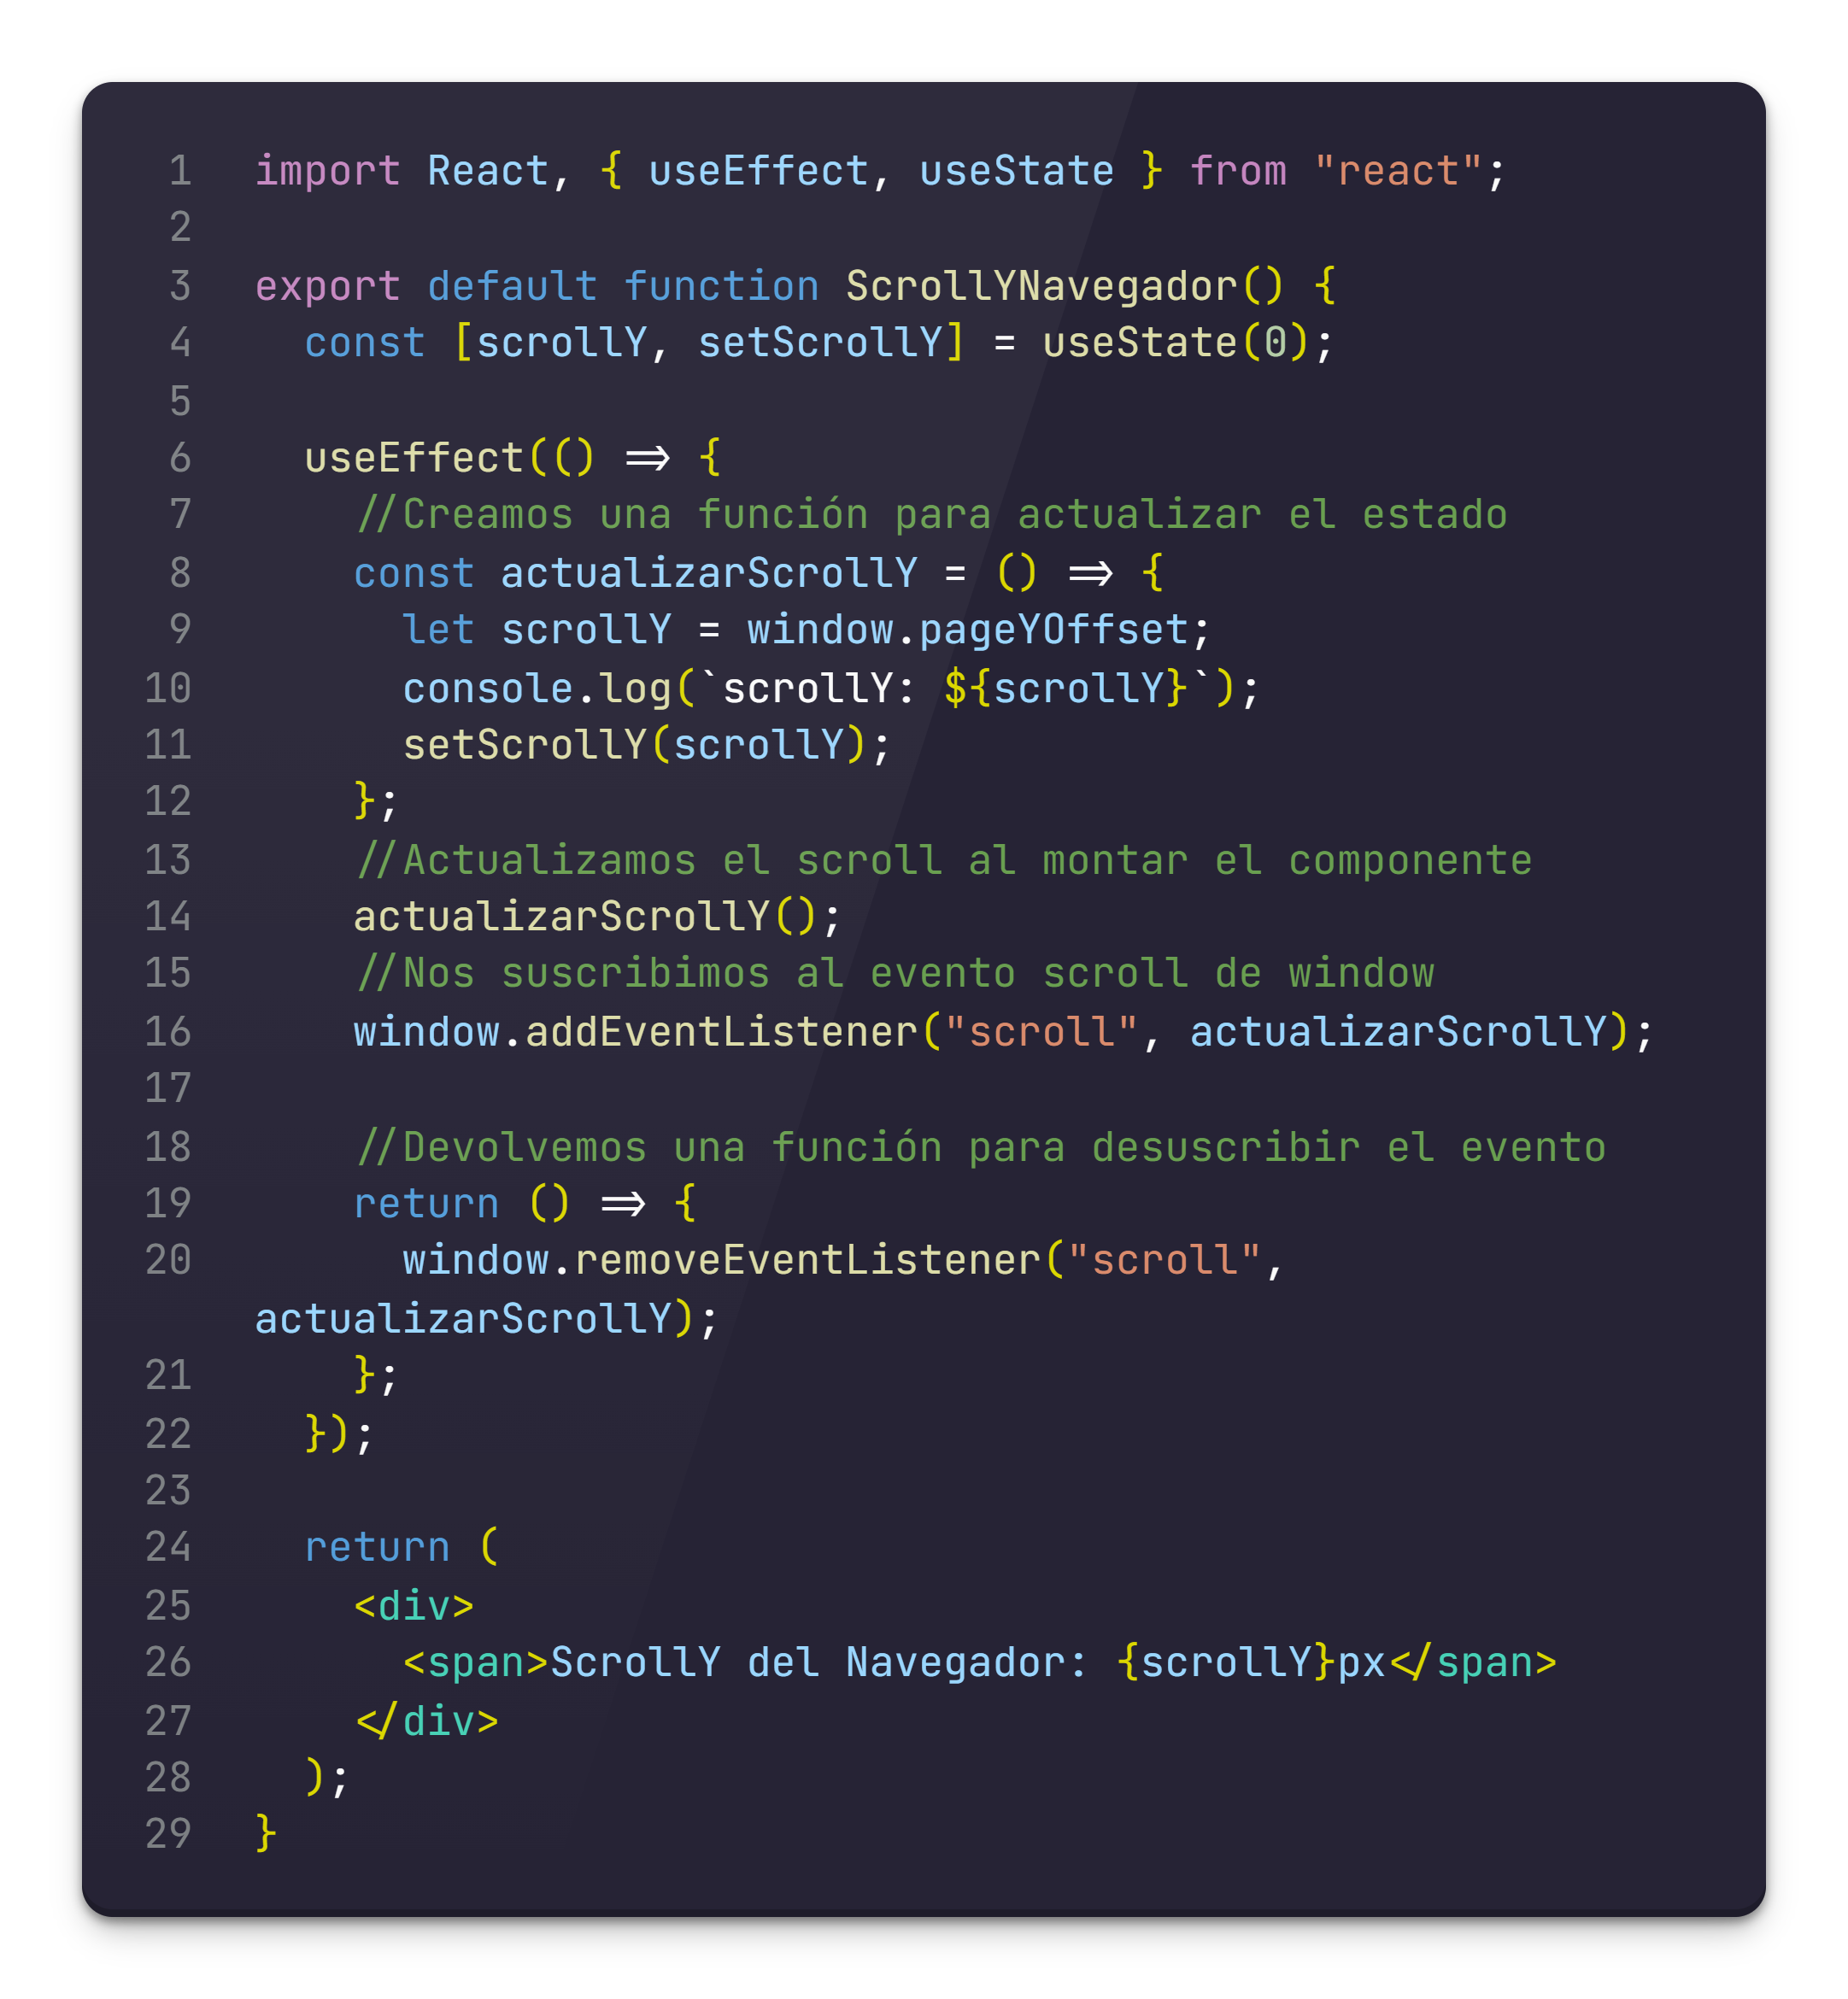 1 import React, { useEffect, useState } from "react";
2
3 export default function ScrollYNavegador() {
4   const [scrollY, setScrollY] = useState(0);
5
6   useEffect(() => {
7     //Creamos una función para actualizar el estado
8     const actualizarScrollY = () => {
9       let scrollY = window.pageYOffset;
10       console.log(`scrollY: ${scrollY}`);
11       setScrollY(scrollY);
12     };
13     //Actualizamos el scroll al montar el componente
14     actualizarScrollY();
15     //Nos suscribimos al evento scroll de window
16     window.addEventListener("scroll", actualizarScrollY);
17
18     //Devolvemos una función para desuscribir el evento
19     return () => {
20       window.removeEventListener("scroll",
actualizarScrollY);
21     };
22   });
23
24   return (
25     <div>
26       <span>ScrollY del Navegador: {scrollY}px</span>
27     </div>
28   );
29 }